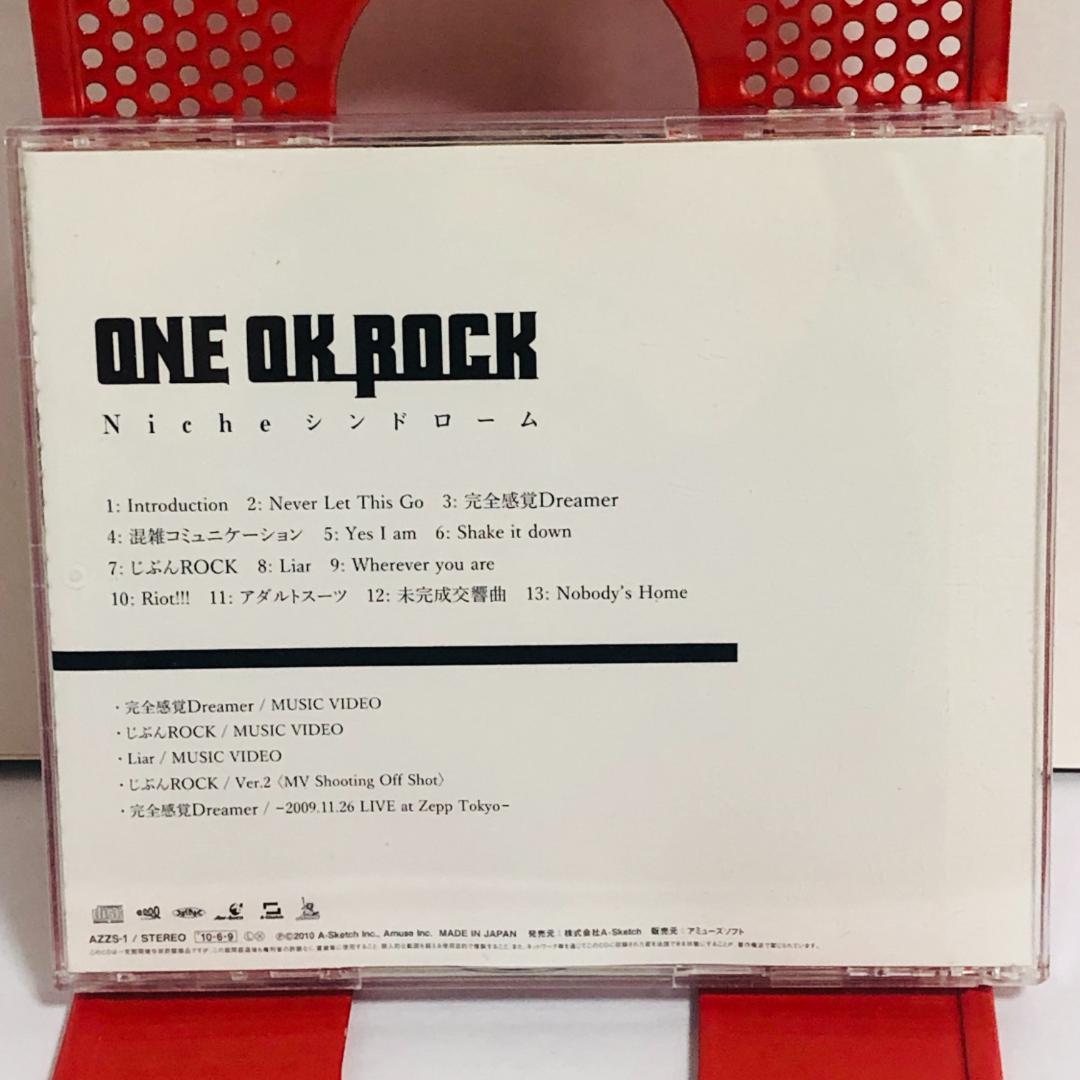 ONE OK ROCK
Nicheシンドローム
1: Introduction 2: Never Let This Go 3: 完全感覚Dreamer
4: 混雑コミュニケーション 5: Yes I am 6: Shake it down
7: じぶんROCK 8: Liar 9: Wherever you are
10: Riot!!! 11: アダルトスーツ 12: 未完成交響曲 13: Nobody's Home
・完全感覚Dreamer / MUSIC VIDEO
・じぶんROCK / MUSIC VIDEO
・Liar / MUSIC VIDEO
・じぶんROCK / Ver.2〈MV Shooting Off Shot〉
・完全感覚Dreamer / −2009.11.26 LIVE at Zepp Tokyo−
AZZS-1 / STEREO '10・6・9 Ⓛ Ⓧ ℗©2010 A-Sketch Inc., Amuse Inc. MADE IN JAPAN 発売元：株式会社A-Sketch 販売元：アミューズソフト